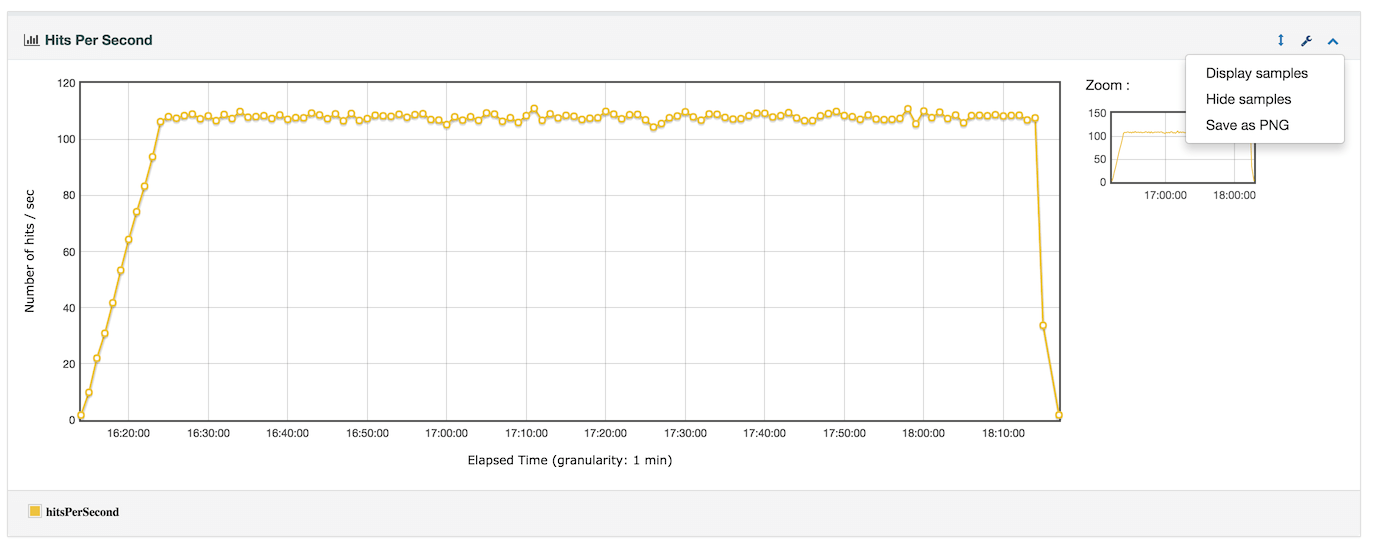 Hits Per Second
Display samples
Hide samples
Save as PNG
Zoom :
150
100
50
0
17:00:00 18:00:00
120
100
80
60
40
20
0
Number of hits / sec
16:20:00 16:30:00 16:40:00 16:50:00 17:00:00 17:10:00 17:20:00 17:30:00 17:40:00 17:50:00 18:00:00 18:10:00
Elapsed Time (granularity: 1 min)
hitsPerSecond